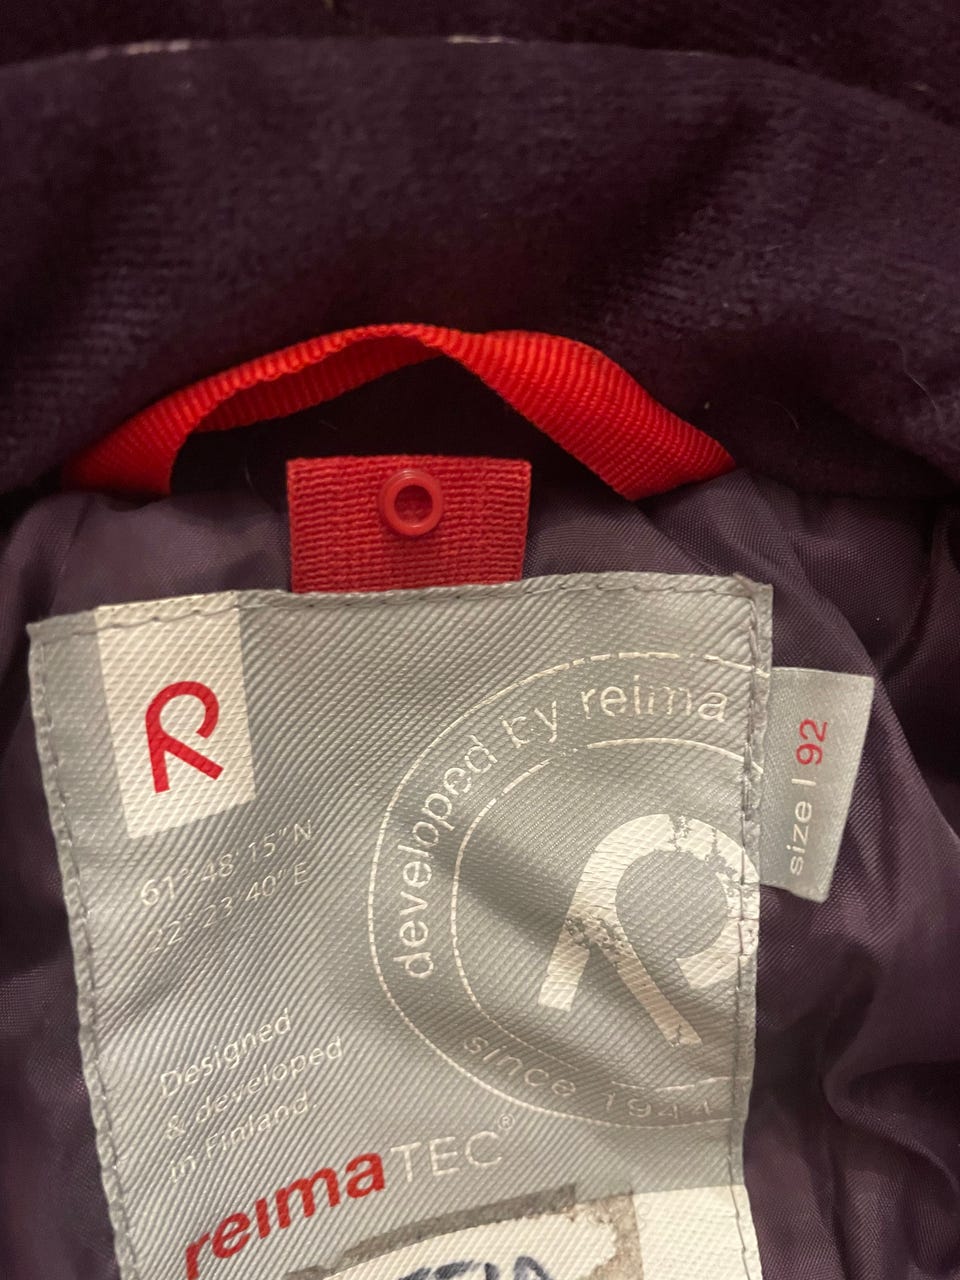 developed by reima
size | 92
61° 48' 15" N
22° 23' 40" E
Designed
& developed
in Finland.
since 1944
reimaTEC®